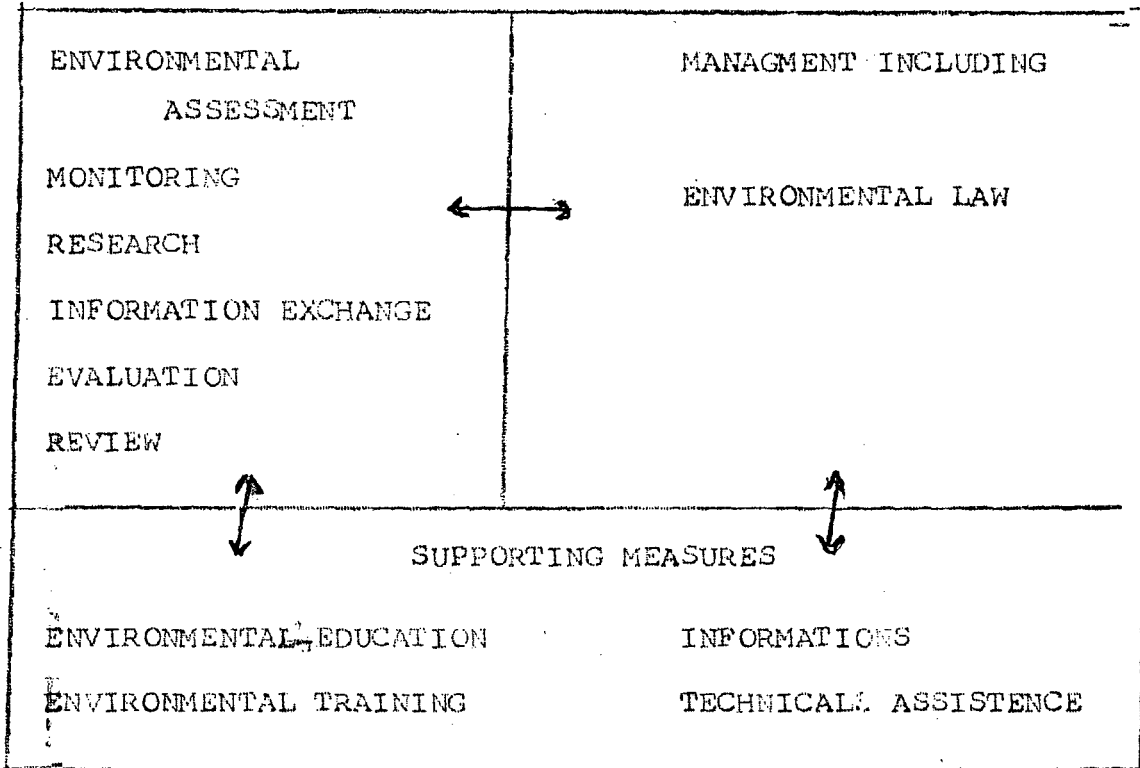 ENVIRONMENTAL
ASSESSMENT
MONITORING
RESEARCH
INFORMATION EXCHANGE
EVALUATION
REVIEW
MANAGMENT INCLUDING
ENVIRONMENTAL LAW
SUPPORTING MEASURES
ENVIRONMENTAL EDUCATION
ENVIRONMENTAL TRAINING
INFORMATIONS
TECHNICAL ASSISTENCE